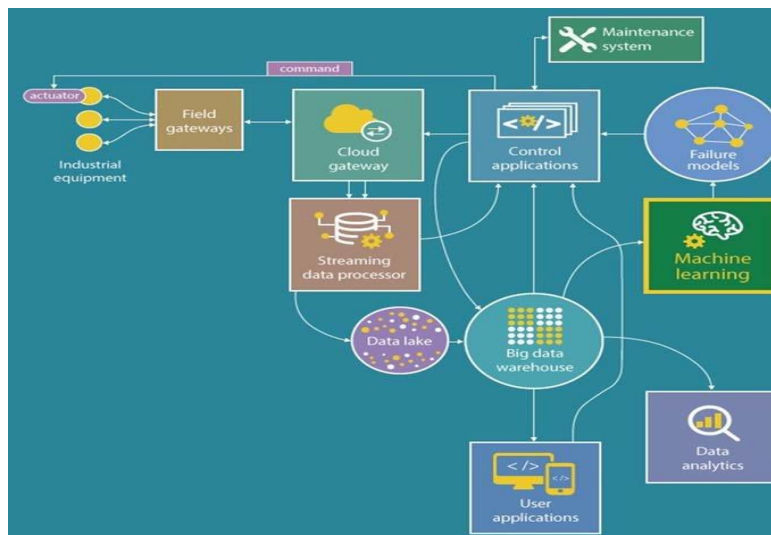 Maintenance
system
command
actuator
Field
gateways
Industrial
equipment
Cloud
gateway
</>
Control
applications
Failure
models
Streaming
data processor
Machine
learning
Data lake
Big data
warehouse
Data
analytics
</>
</>
User
applications